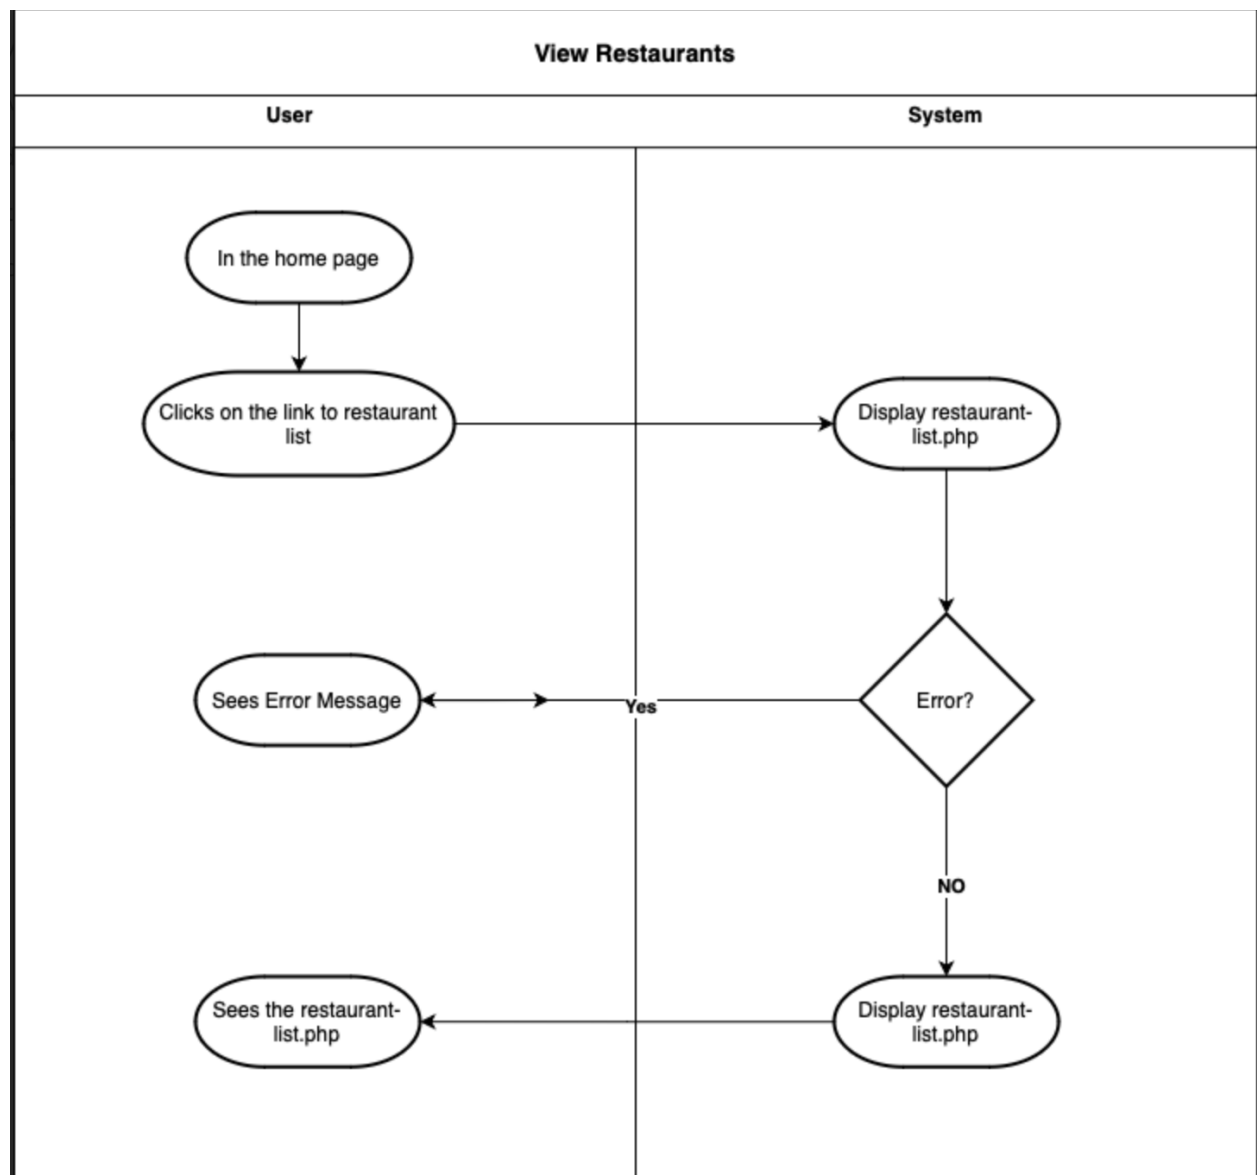 View Restaurants
User
System
In the home page
Clicks on the link to restaurant
list
Display restaurant-
list.php
Sees Error Message
Yes
Error?
NO
Sees the restaurant-
list.php
Display restaurant-
list.php